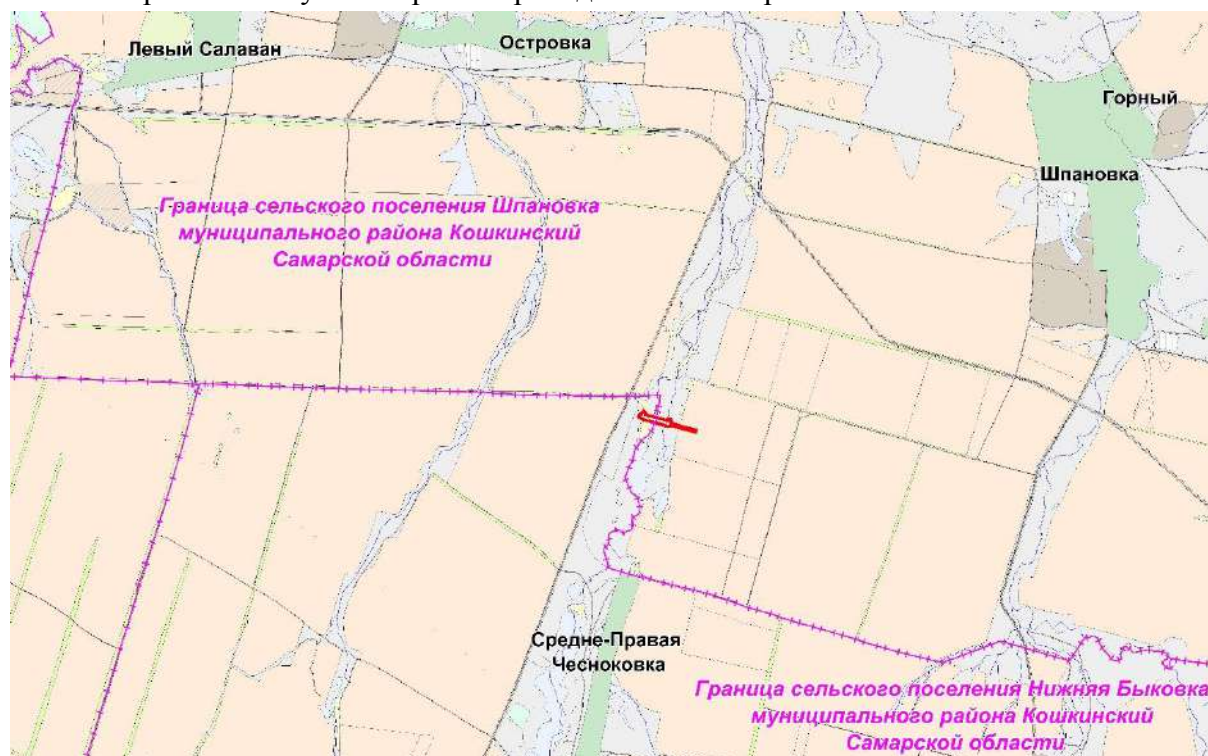 Левый Салаван
Островка
Горный
Шпановка
Граница сельского поселения Шпановка
муниципального района Кошкинский
Самарской области
Средне-Правая
Чесноковка
Граница сельского поселения Нижняя Быковка
муниципального района Кошкинский
Самарской области